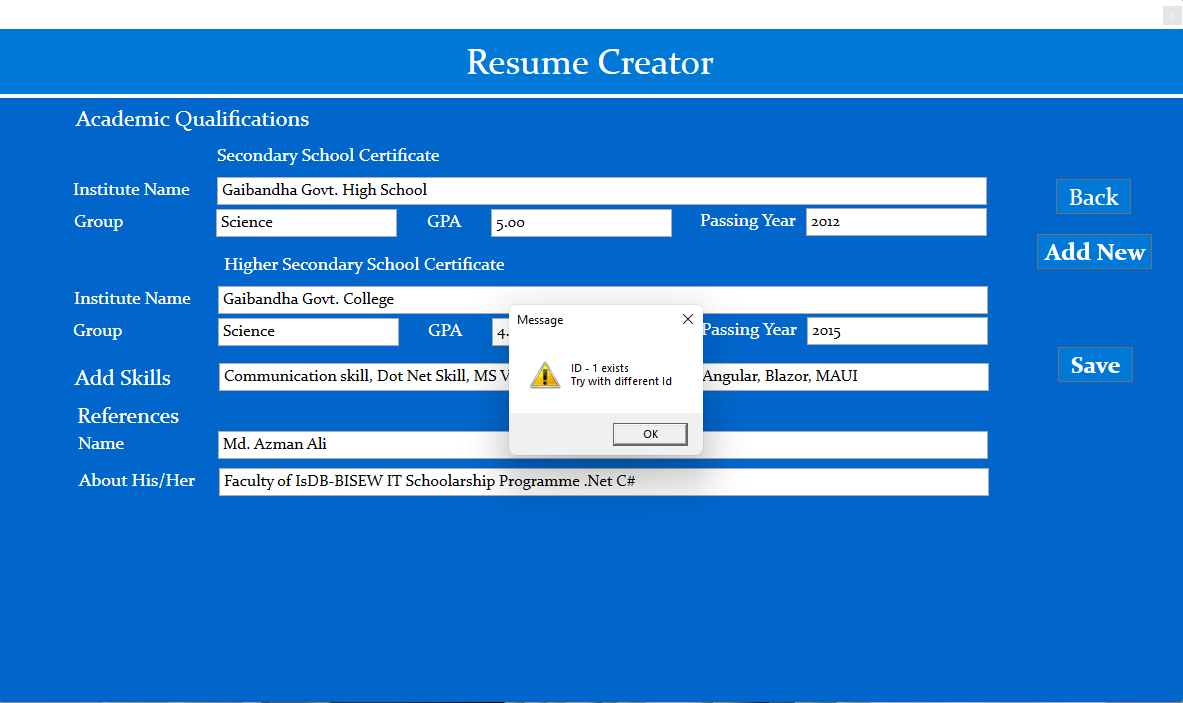 Resume Creator
Academic Qualifications
Secondary School Certificate
Institute Name Gaibandha Govt. High School
Back
Group Science GPA 5.00 Passing Year 2012
Add New
Higher Secondary School Certificate
Institute Name Gaibandha Govt. College
Group Science GPA 4. Passing Year 2015
Message
ID - 1 exists
Try with different Id
OK
Save
Add Skills Communication skill, Dot Net Skill, MS Angular, Blazor, MAUI
References
Name Md. Azman Ali
About His/Her Faculty of IsDB-BISEW IT Schoolarship Programme .Net C#